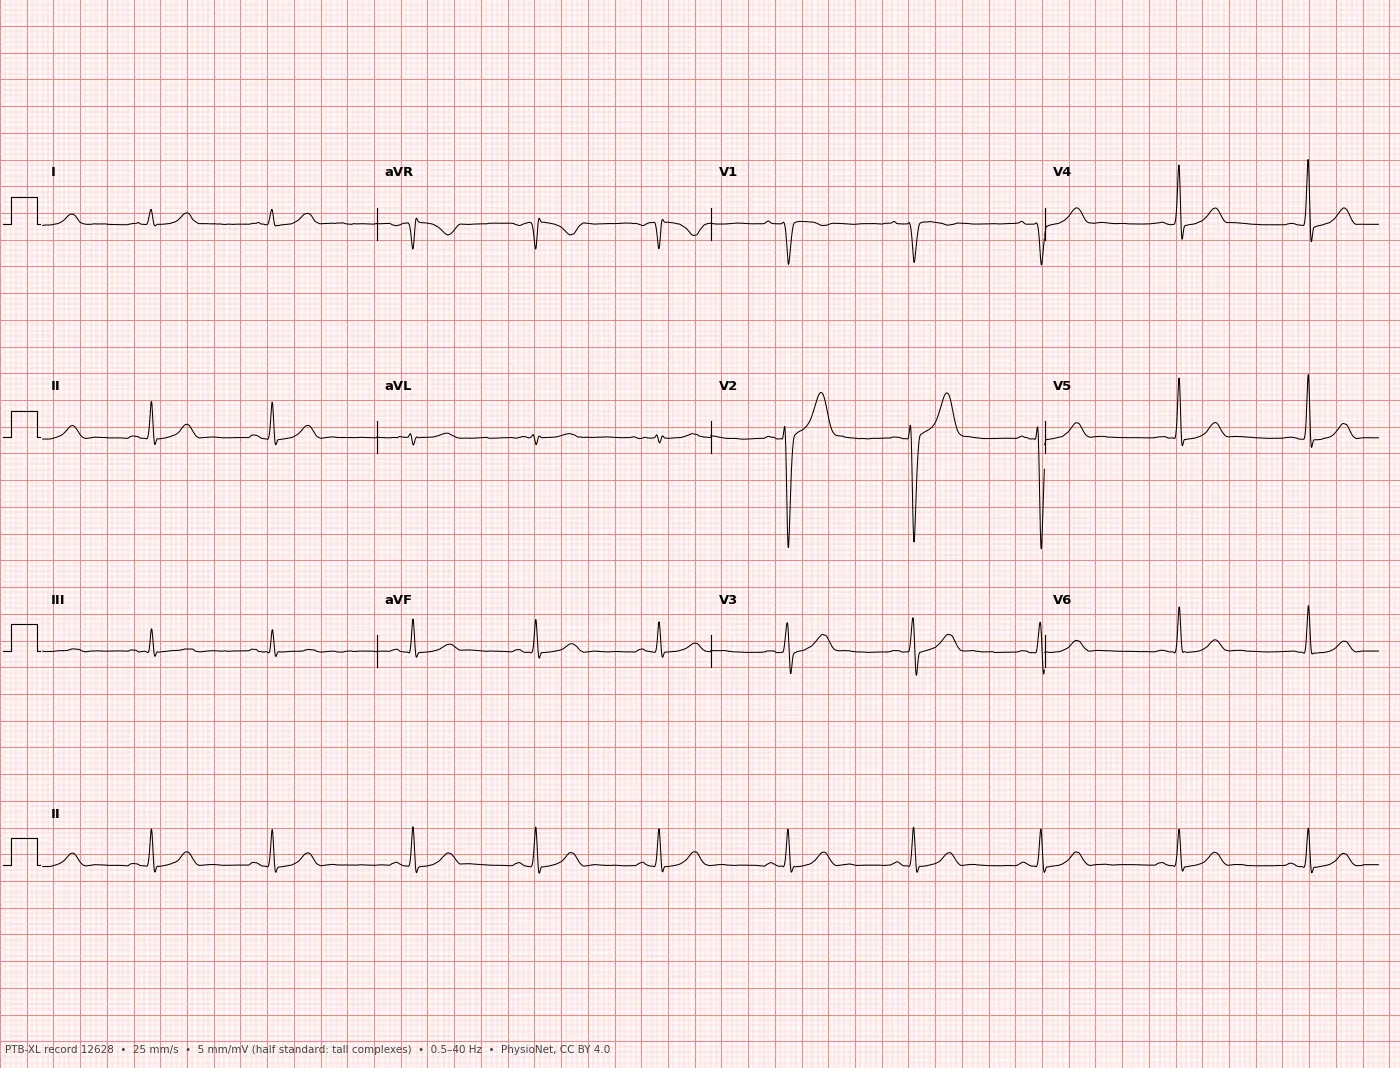 I aVR V1 V4
II aVL V2 V5
III aVF V3 V6
II
PTB-XL record 12628 • 25 mm/s • 5 mm/mV (half standard: tall complexes) • 0.5–40 Hz • PhysioNet, CC BY 4.0